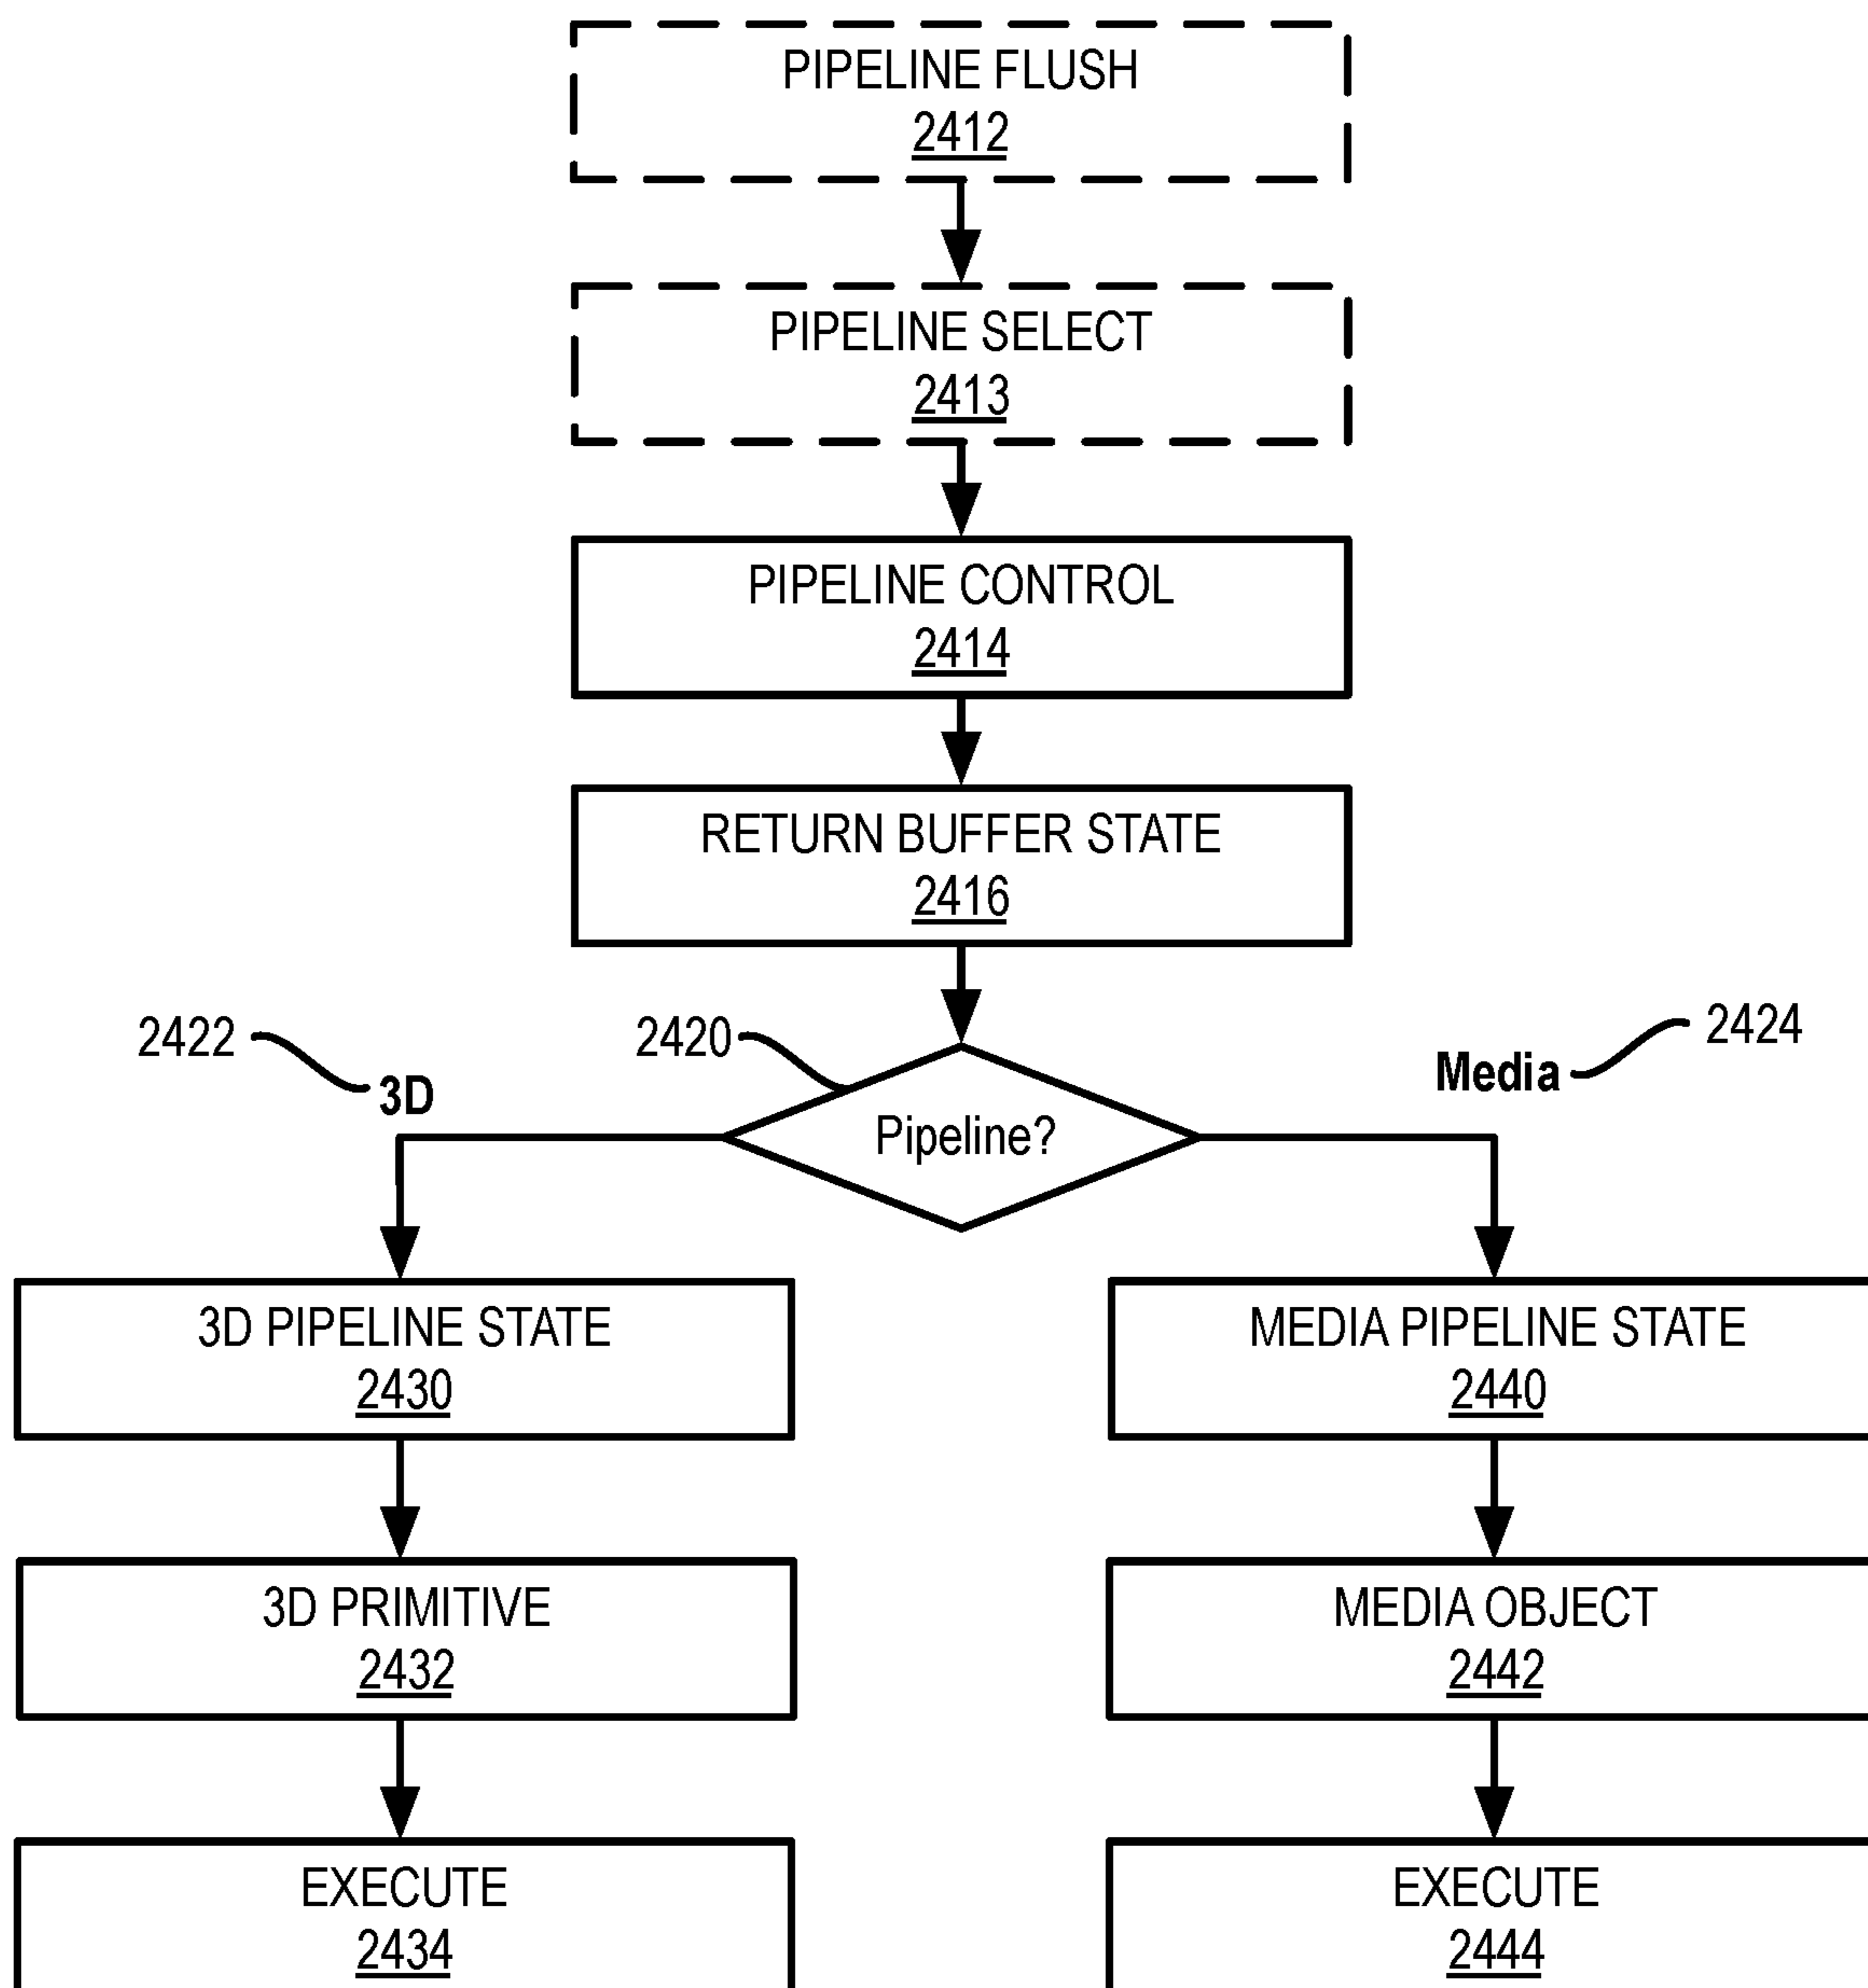 PIPELINE FLUSH
2412
PIPELINE SELECT
2413
PIPELINE CONTROL
2414
RETURN BUFFER STATE
2416
2422
3D
2420
Pipeline?
Media
2424
3D PIPELINE STATE
2430
MEDIA PIPELINE STATE
2440
3D PRIMITIVE
2432
MEDIA OBJECT
2442
EXECUTE
2434
EXECUTE
2444